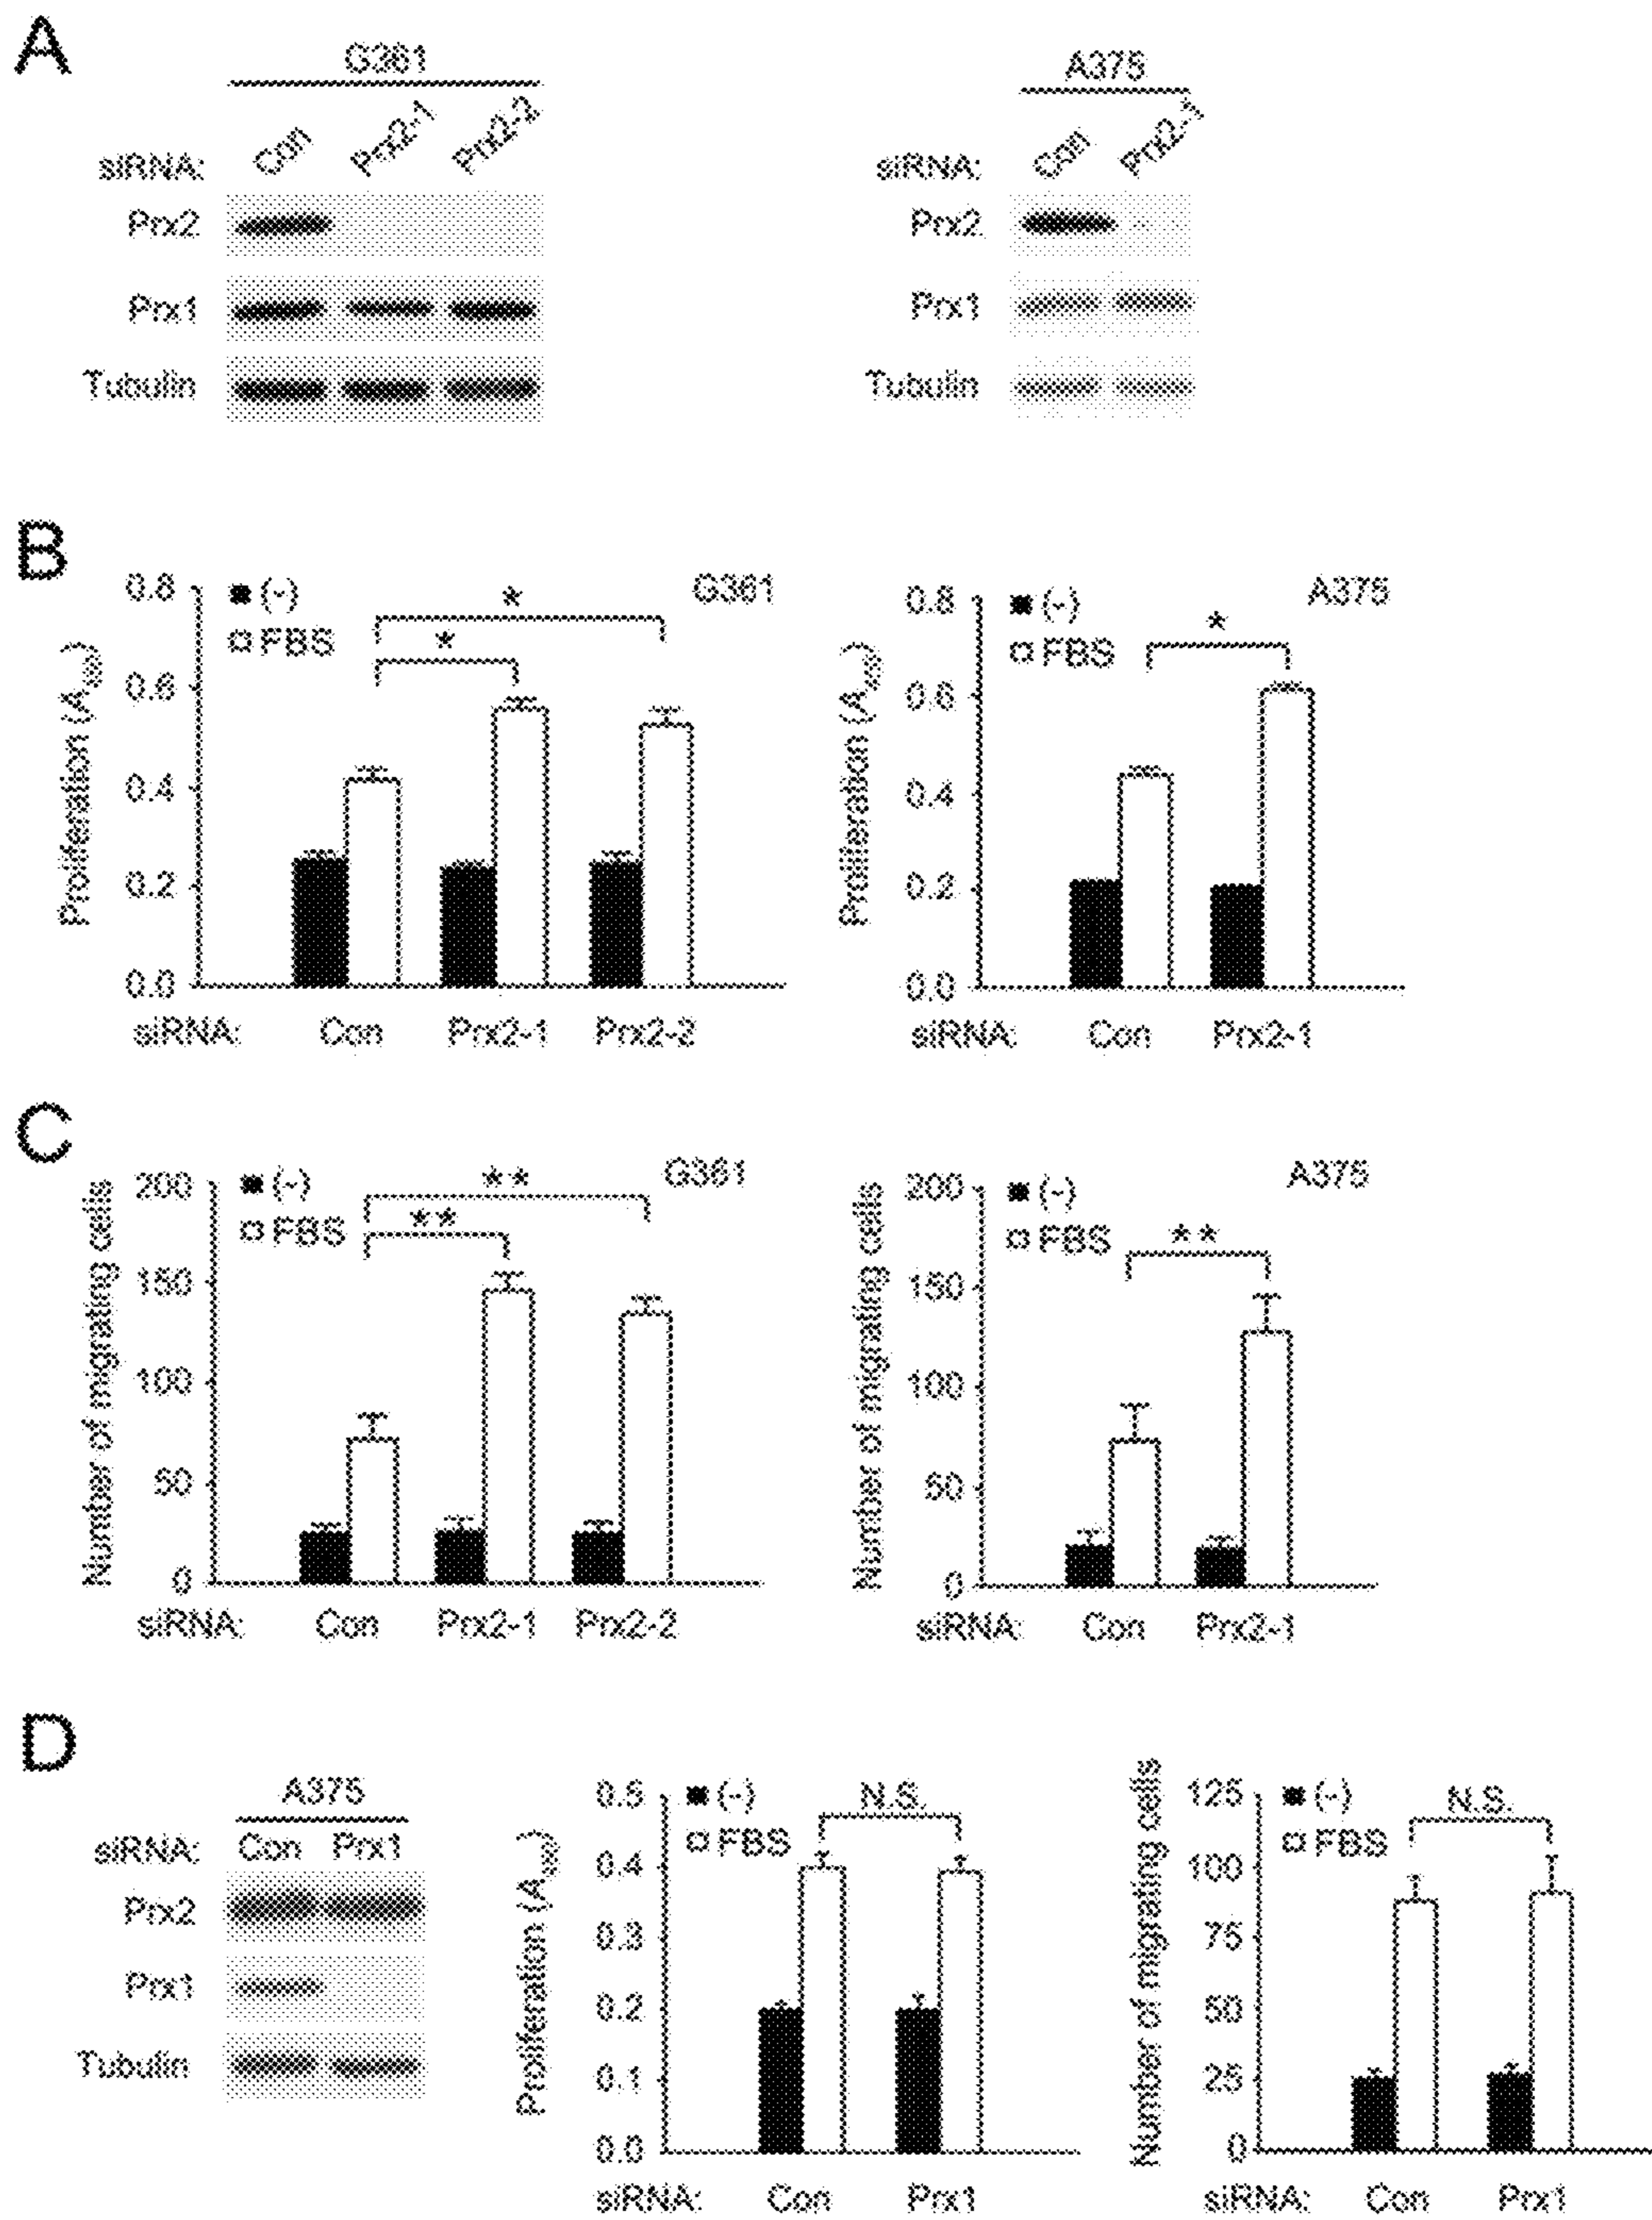 A
G361
siRNA: Con Prx2-1 Prx2-2
Prx2
Prx1
Tubulin
A375
siRNA: Con Prx2-1
Prx2
Prx1
Tubulin
B
Proliferation (A
0.8
0.6
0.4
0.2
0.0
(-)
FBS
*
*
G361
siRNA: Con Prx2-1 Prx2-2
Proliferation (A
0.8
0.6
0.4
0.2
0.0
(-)
FBS
*
A375
siRNA: Con Prx2-1
C
Number of migrating cells
200
150
100
50
0
(-)
FBS
**
**
G361
siRNA: Con Prx2-1 Prx2-2
Number of migrating cells
200
150
100
50
0
(-)
FBS
**
A375
siRNA: Con Prx2-1
D
A375
siRNA: Con Prx1
Prx2
Prx1
Tubulin
Proliferation (A
0.5
0.4
0.3
0.2
0.1
0.0
(-)
FBS
N.S.
siRNA: Con Prx1
Number of migrating cells
125
100
75
50
25
0
(-)
FBS
N.S.
siRNA: Con Prx1